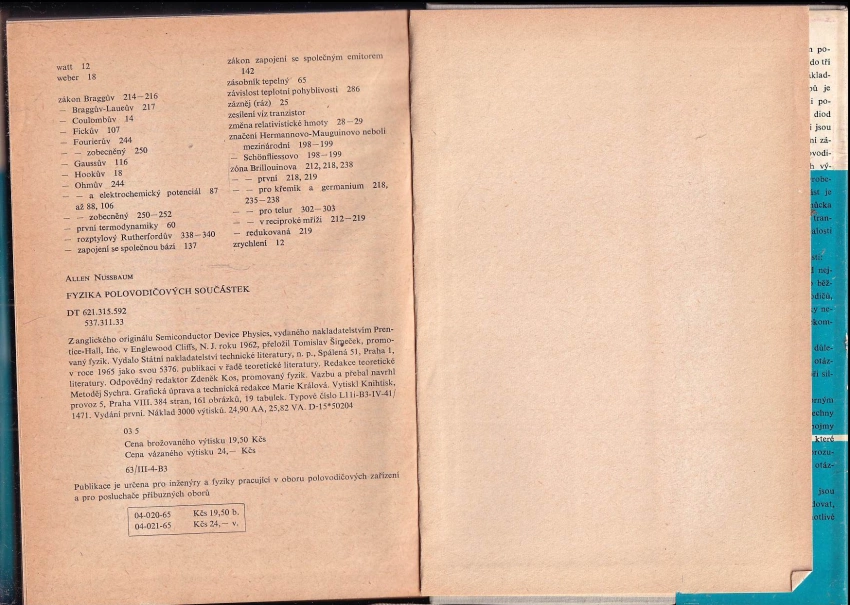 watt 12
weber 18
zákon Braggův 214—216
— Braggův-Laueův 217
— Coulombův 14
— Fickův 107
— Fourierův 244
— — zobecněný 250
— Gaussův 116
— Hookův 18
— Ohmův 244
— — a elektrochemický potenciál 87
až 88, 106
— — zobecněný 250—252
— první termodynamiky 60
— rozptylový Rutherfordův 338—340
— zapojení se společnou bází 137
zákon zapojení se společným emitorem
142
zásobník tepelný 65
závislost teplotní pohyblivosti 286
zázněj (ráz) 25
zesílení viz tranzistor
změna relativistické hmoty 28—29
značení Hermannovo-Mauguinovo neboli
mezinárodní 198—199
— Schönfliessovo 198—199
zóna Brillouinova 212, 218, 238
— — první 218, 219
— — pro křemík a germanium 218,
235—238
— — pro telur 302—303
— — v reciproké mříži 212—219
— redukovaná 219
zrychlení 12
ALLEN NUSSBAUM
FYZIKA POLOVODIČOVÝCH SOUČÁSTEK
DT 621.315.592
537.311.33
Z anglického originálu Semiconductor Device Physics, vydaného nakladatelstvím Pren-
tice-Hall, Inc. v Englewood Cliffs, N. J. roku 1962, přeložil Tomislav Šimeček, promo-
vaný fyzik. Vydalo Státní nakladatelství technické literatury, n. p., Spálená 51, Praha 1,
v roce 1965 jako svou 5376. publikaci v řadě teoretické literatury. Redakce teoretické
literatury. Odpovědný redaktor Zdeněk Kos, promovaný fyzik. Vazbu a přebal navrhl
Metoděj Sychra. Grafická úprava a technická redakce Marie Králová. Vytiskl Knihtisk,
provoz 5, Praha VIII. 384 stran, 161 obrázků, 19 tabulek. Typové číslo L11i-B3-IV-41/
1471. Vydání první. Náklad 3000 výtisků. 24,90 AA, 25,82 VA. D-15*50204
03 5
Cena brožovaného výtisku 19,50 Kčs
Cena vázaného výtisku 24,— Kčs
63/III-4-B3
Publikace je určena pro inženýry a fyziky pracující v oboru polovodičových zařízení
a pro posluchače příbuzných oborů
04-020-65 Kčs 19,50 b.
04-021-65 Kčs 24,— v.